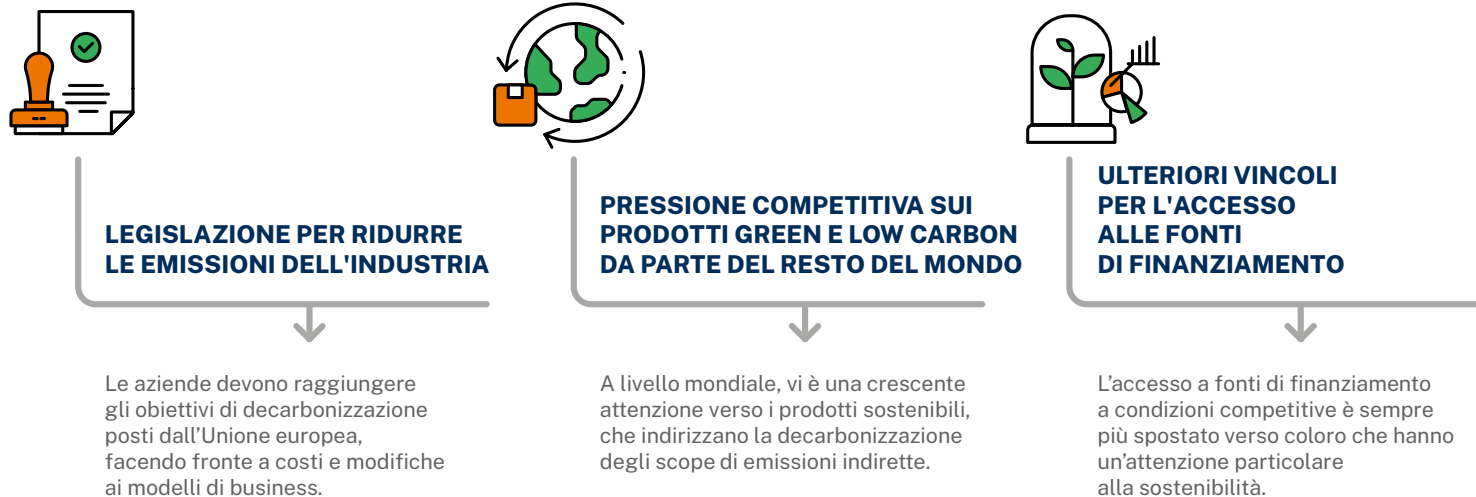 LEGISLAZIONE PER RIDURRE
LE EMISSIONI DELL'INDUSTRIA
Le aziende devono raggiungere
gli obiettivi di decarbonizzazione
posti dall’Unione europea,
facendo fronte a costi e modifiche
ai modelli di business.
PRESSIONE COMPETITIVA SUI
PRODOTTI GREEN E LOW CARBON
DA PARTE DEL RESTO DEL MONDO
A livello mondiale, vi è una crescente
attenzione verso i prodotti sostenibili,
che indirizzano la decarbonizzazione
degli scope di emissioni indirette.
ULTERIORI VINCOLI
PER L'ACCESSO
ALLE FONTI
DI FINANZIAMENTO
L’accesso a fonti di finanziamento
a condizioni competitive è sempre
più spostato verso coloro che hanno
un’attenzione particolare
alla sostenibilità.